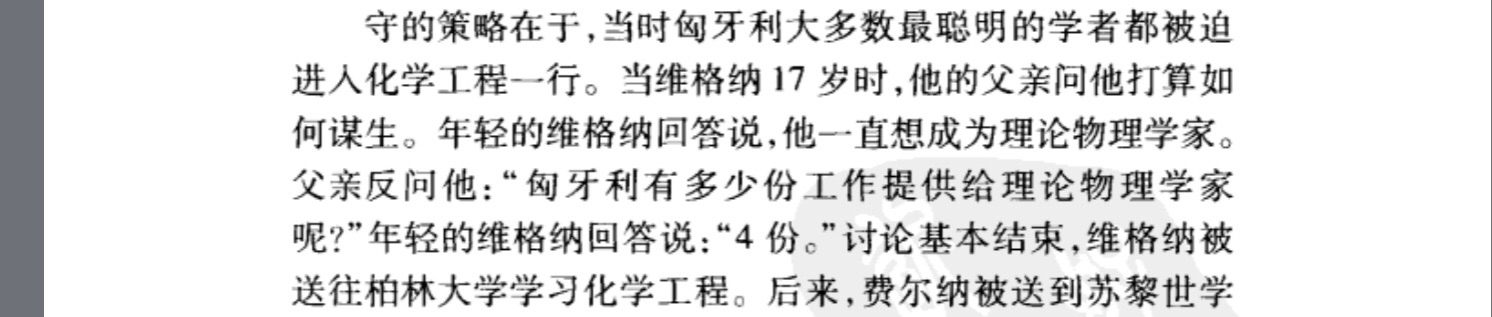 守的策略在于,当时匈牙利大多数最聪明的学者都被迫
进入化学工程一行。当维格纳 17 岁时,他的父亲问他打算如
何谋生。年轻的维格纳回答说,他一直想成为理论物理学家。
父亲反问他:“匈牙利有多少份工作提供给理论物理学家
呢?”年轻的维格纳回答说:“4 份。”讨论基本结束,维格纳被
送往柏林大学学习化学工程。后来,费尔纳被送到苏黎世学